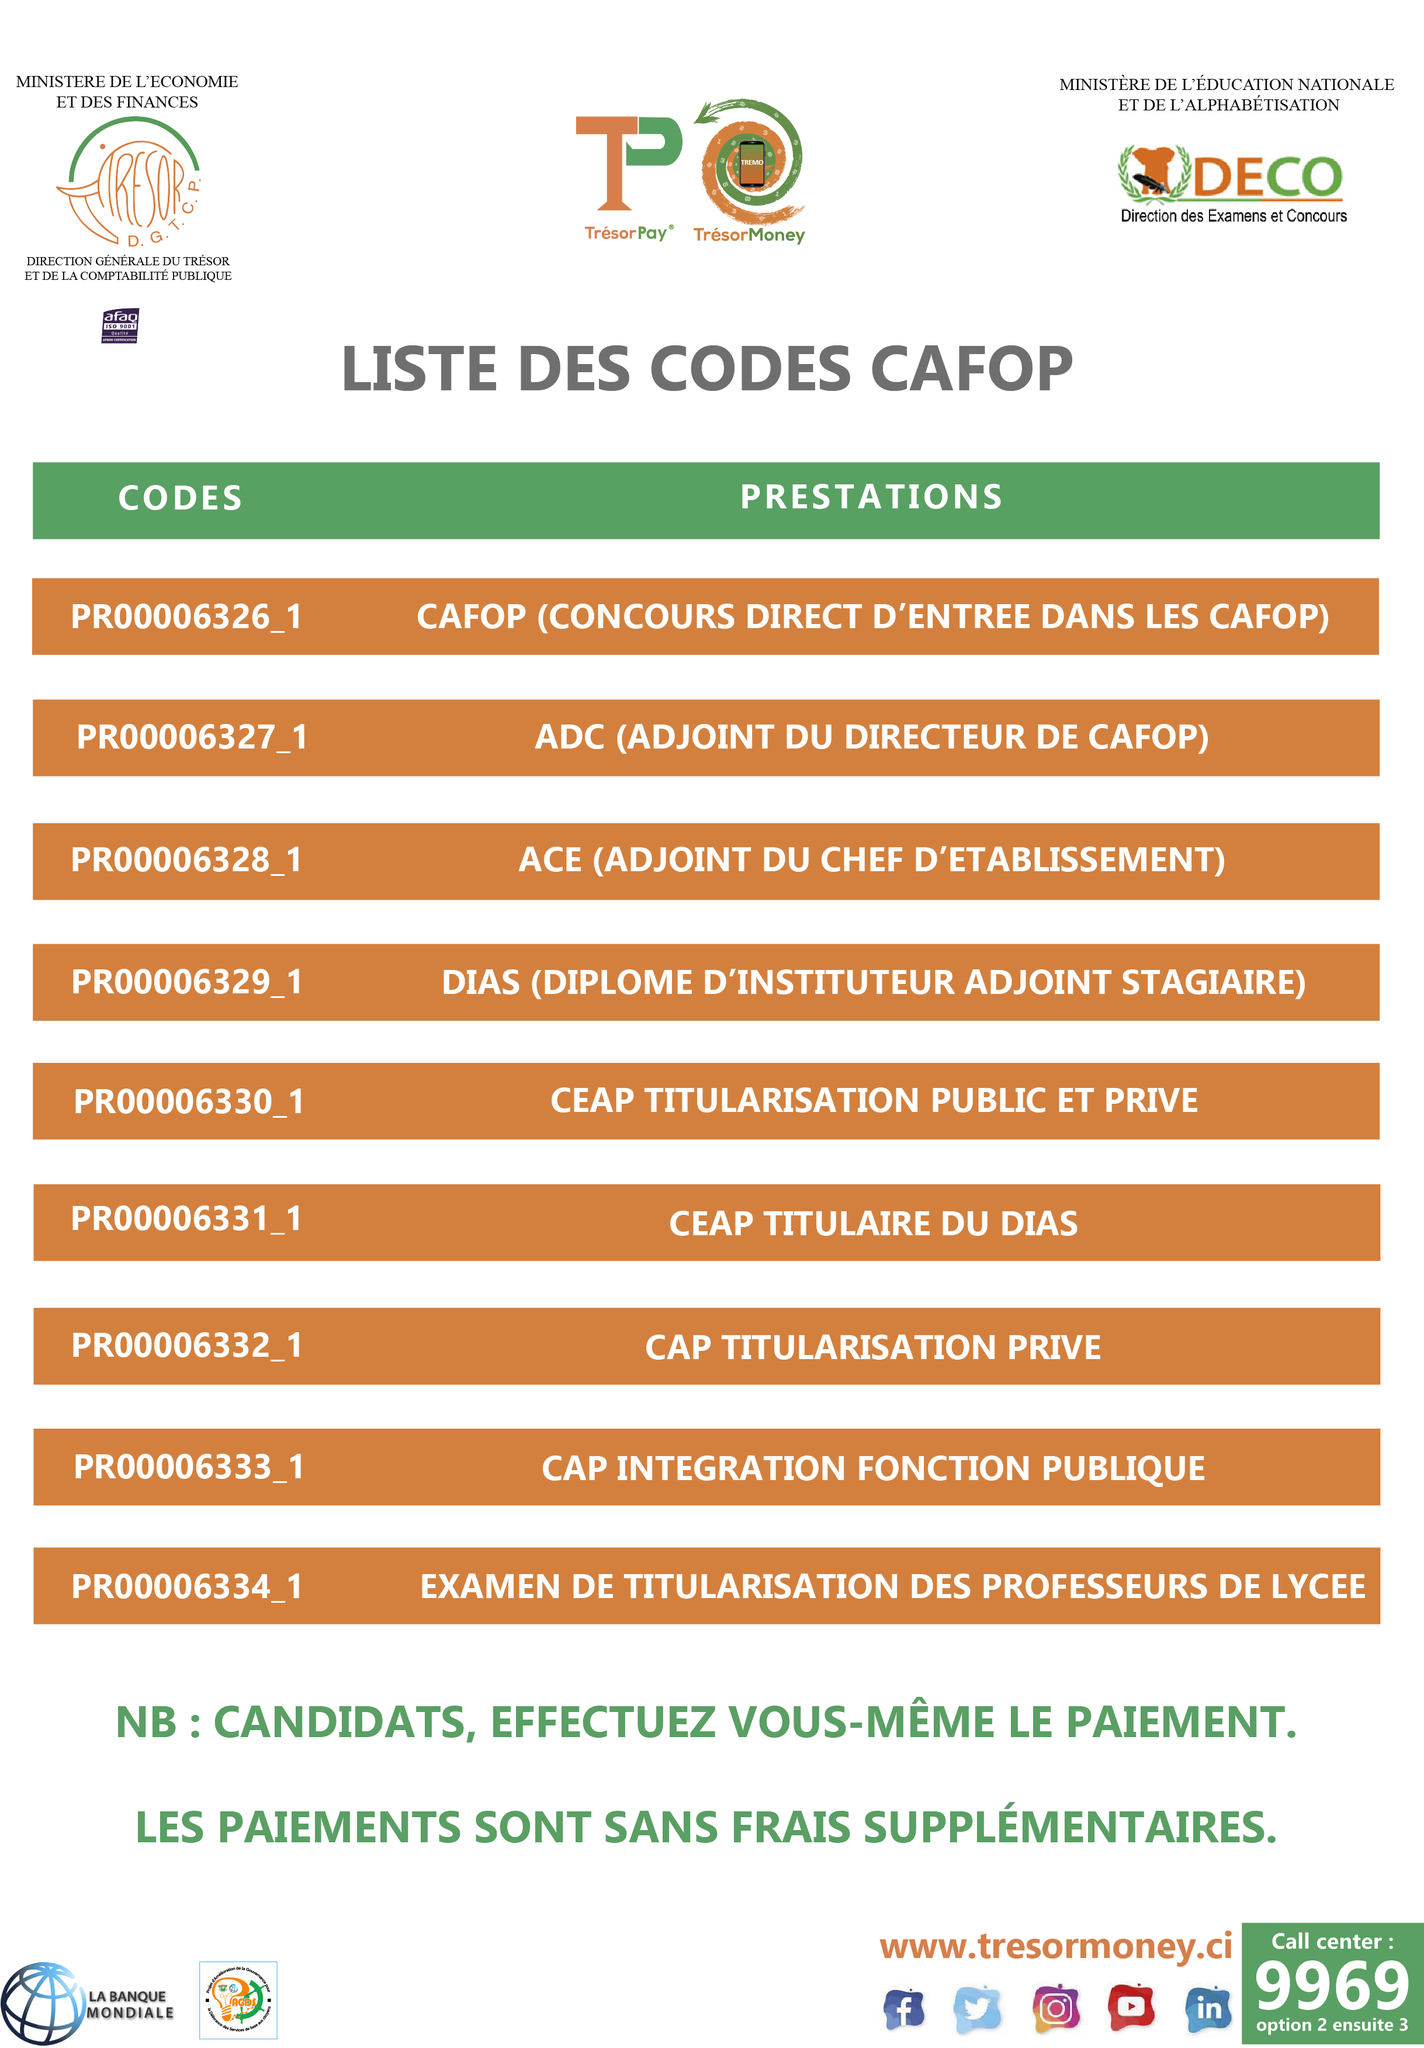 MINISTERE DE L'ECONOMIE
ET DES FINANCES
TRESOR
D.G.T.C.P.
DIRECTION GÉNÉRALE DU TRÉSOR
ET DE LA COMPTABILITÉ PUBLIQUE
afaq
ISO 9001
Qualité
AFNOR CERTIFICATION
TP
TrésorPay®
TREMO
TrésorMoney
MINISTÈRE DE L'ÉDUCATION NATIONALE
ET DE L'ALPHABÉTISATION
DECO
Direction des Examens et Concours
LISTE DES CODES CAFOP
CODES PRESTATIONS
PR00006326_1 CAFOP (CONCOURS DIRECT D'ENTREE DANS LES CAFOP)
PR00006327_1 ADC (ADJOINT DU DIRECTEUR DE CAFOP)
PR00006328_1 ACE (ADJOINT DU CHEF D'ETABLISSEMENT)
PR00006329_1 DIAS (DIPLOME D'INSTITUTEUR ADJOINT STAGIAIRE)
PR00006330_1 CEAP TITULARISATION PUBLIC ET PRIVE
PR00006331_1 CEAP TITULAIRE DU DIAS
PR00006332_1 CAP TITULARISATION PRIVE
PR00006333_1 CAP INTEGRATION FONCTION PUBLIQUE
PR00006334_1 EXAMEN DE TITULARISATION DES PROFESSEURS DE LYCEE
NB : CANDIDATS, EFFECTUEZ VOUS-MÊME LE PAIEMENT.
LES PAIEMENTS SONT SANS FRAIS SUPPLÉMENTAIRES.
LA BANQUE
MONDIALE
www.tresormoney.ci
Call center :
9969
option 2 ensuite 3